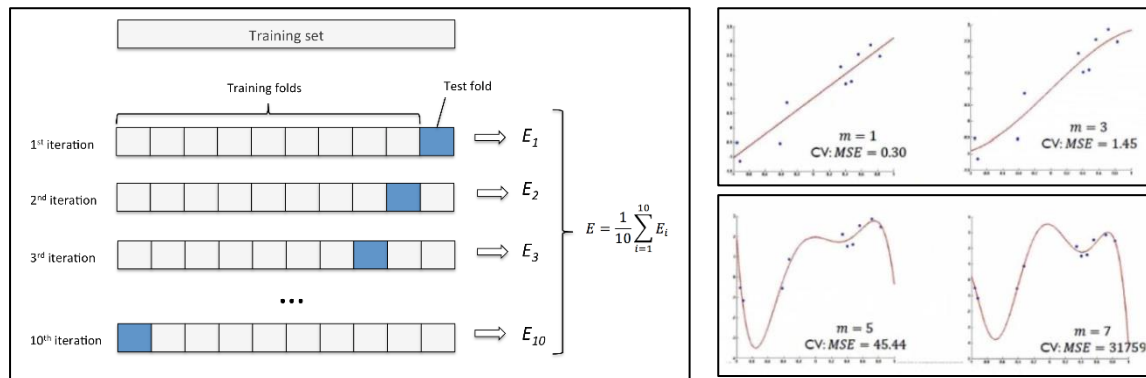 Training set
Training folds
Test fold
1st iteration
E1
2nd iteration
E2
3rd iteration
E3
...
10th iteration
E10
E = 1/10 ∑ i=1 10 Ei
m = 1
CV: MSE = 0.30
m = 3
CV: MSE = 1.45
m = 5
CV: MSE = 45.44
m = 7
CV: MSE = 31759